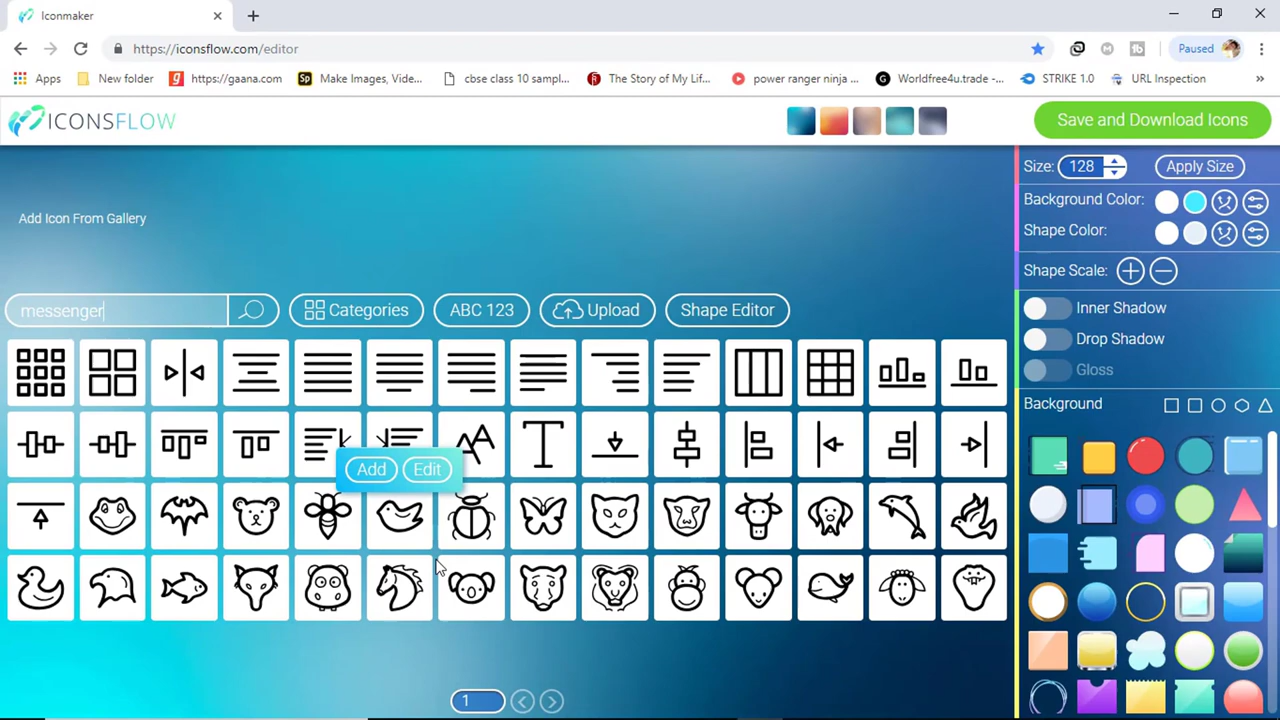 Iconmaker
https://iconsflow.com/editor
Paused
Apps
New folder
https://gaana.com
Sp
Make Images, Vide...
cbse class 10 sampl...
The Story of My Life...
power ranger ninja ...
G
Worldfree4u.trade -...
STRIKE 1.0
URL Inspection
»
ICONSFLOW
Save and Download Icons
Size:
128
Apply Size
Background Color:
Shape Color:
Add Icon From Gallery
Shape Scale:
messenger
Categories
ABC 123
Upload
Shape Editor
Inner Shadow
Drop Shadow
Gloss
Background
AA
T
Add
Edit
1